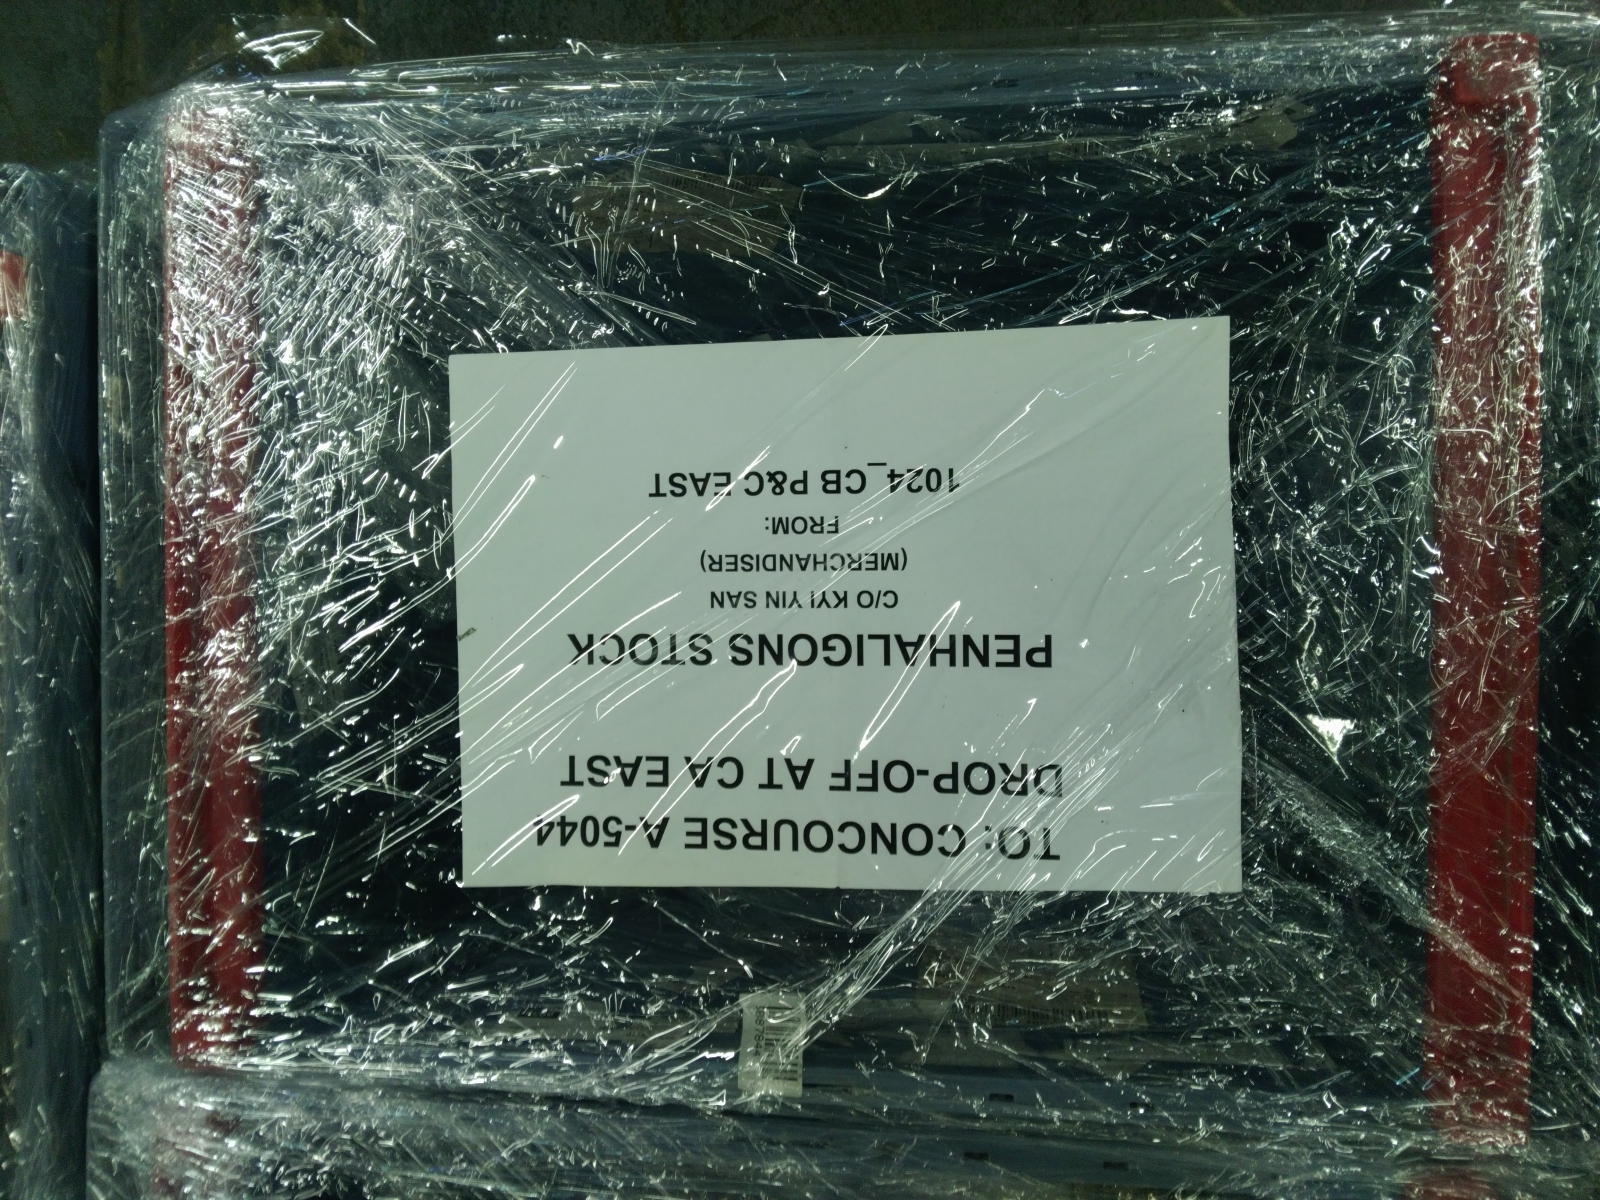 TO: CONCOURSE A-5044
DROP-OFF AT CA EAST
PENHALIGONS STOCK
C/O KYI YIN SAN
(MERCHANDISER)
FROM:
1024_CB P&C EAST